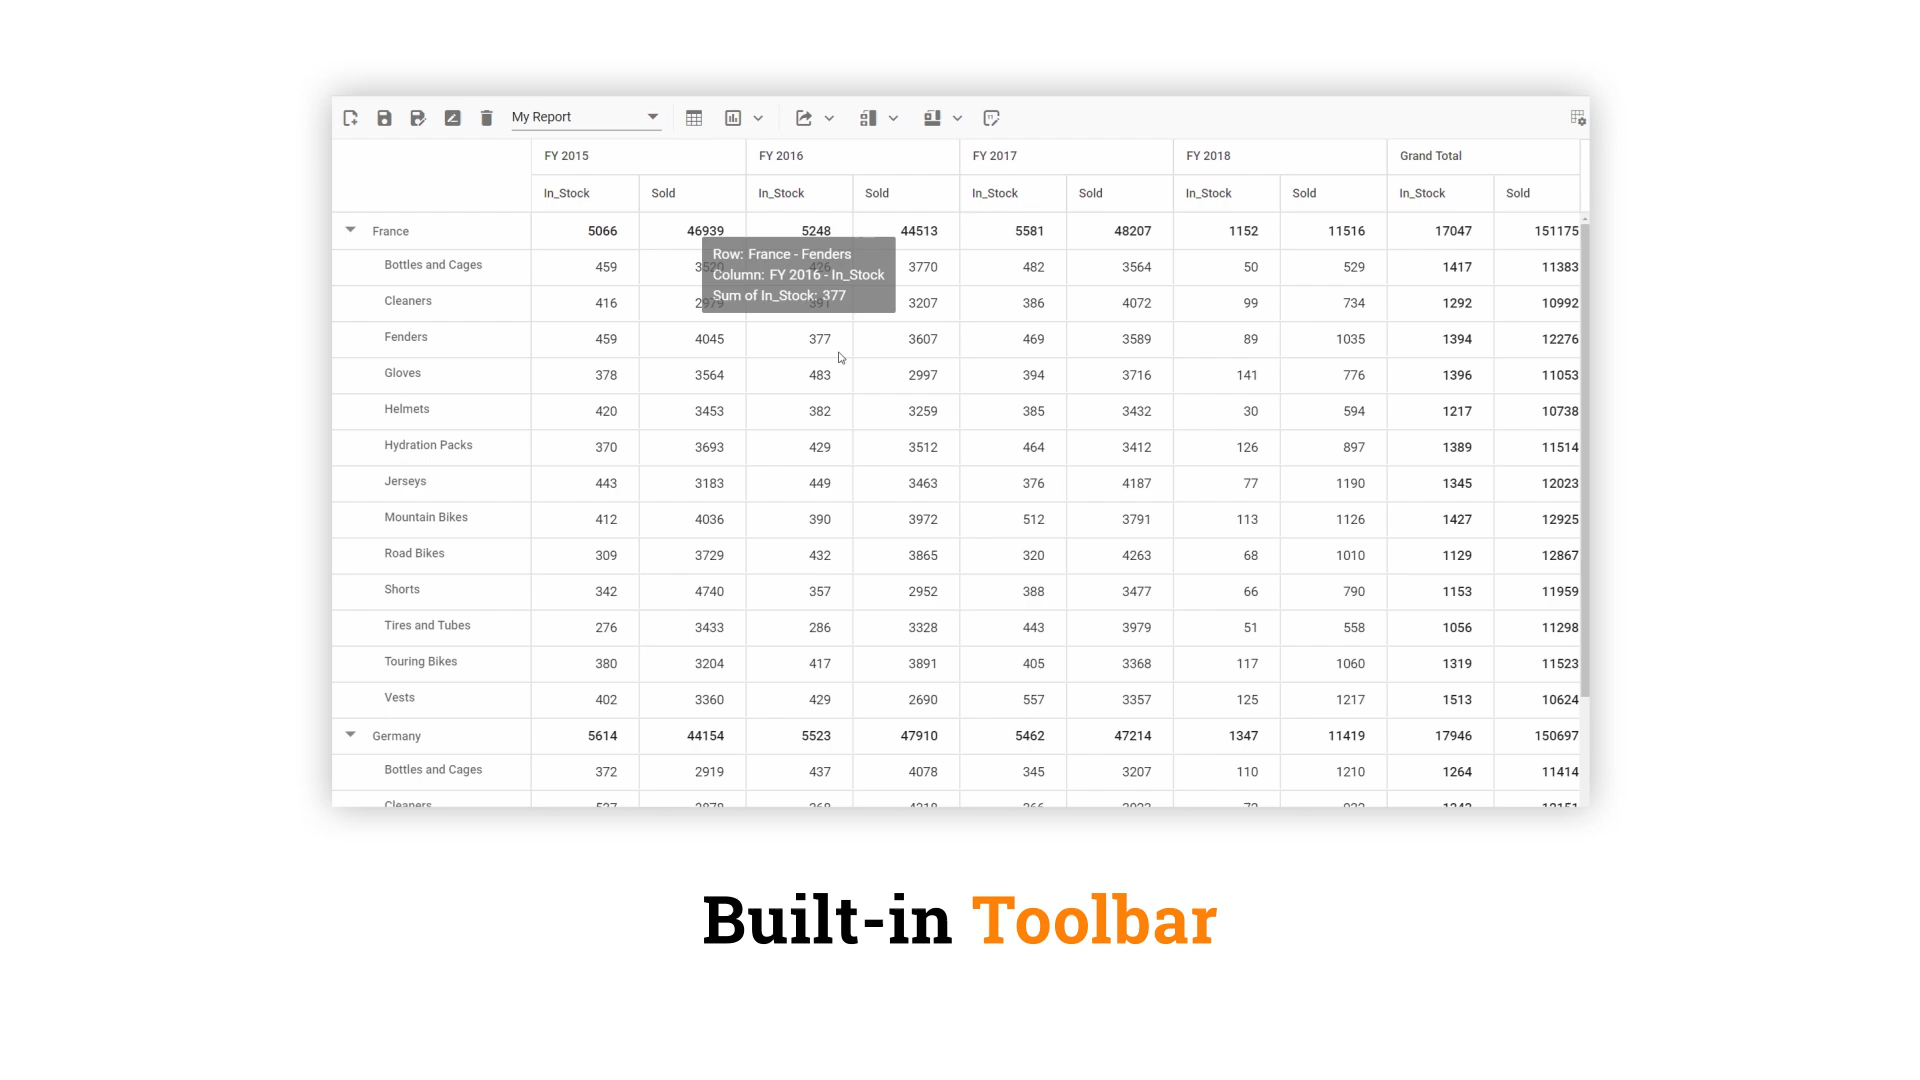 My Report
FY 2015 FY 2016 FY 2017 FY 2018 Grand Total
In_Stock Sold In_Stock Sold In_Stock Sold In_Stock Sold In_Stock Sold
France 5066 46939 5248 44513 5581 48207 1152 11516 17047 151175
Row: France - Fenders
Column: FY 2016 - In_Stock
Sum of In_Stock: 377
Bottles and Cages 459 3520 426 3770 482 3564 50 529 1417 11383
Cleaners 416 2979 391 3207 386 4072 99 734 1292 10992
Fenders 459 4045 377 3607 469 3589 89 1035 1394 12276
Gloves 378 3564 483 2997 394 3716 141 776 1396 11053
Helmets 420 3453 382 3259 385 3432 30 594 1217 10738
Hydration Packs 370 3693 429 3512 464 3412 126 897 1389 11514
Jerseys 443 3183 449 3463 376 4187 77 1190 1345 12023
Mountain Bikes 412 4036 390 3972 512 3791 113 1126 1427 12925
Road Bikes 309 3729 432 3865 320 4263 68 1010 1129 12867
Shorts 342 4740 357 2952 388 3477 66 790 1153 11959
Tires and Tubes 276 3433 286 3328 443 3979 51 558 1056 11298
Touring Bikes 380 3204 417 3891 405 3368 117 1060 1319 11523
Vests 402 3360 429 2690 557 3357 125 1217 1513 10624
Germany 5614 44154 5523 47910 5462 47214 1347 11419 17946 150697
Bottles and Cages 372 2919 437 4078 345 3207 110 1210 1264 11414
Cleaners
Built-in Toolbar